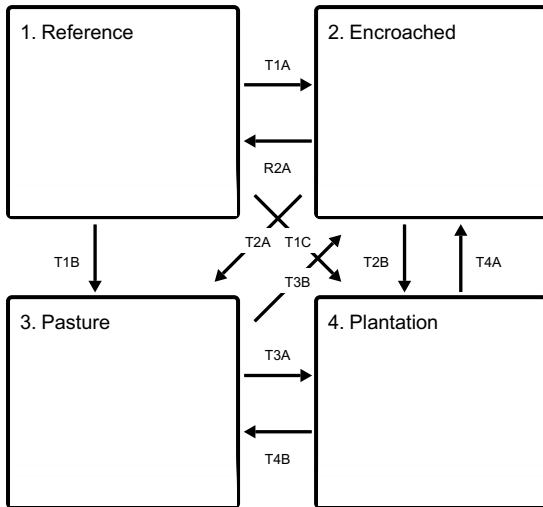 1. Reference
2. Encroached
T1A
R2A
T1B
T2A
T1C
T3B
T2B
T4A
3. Pasture
4. Plantation
T3A
T4B